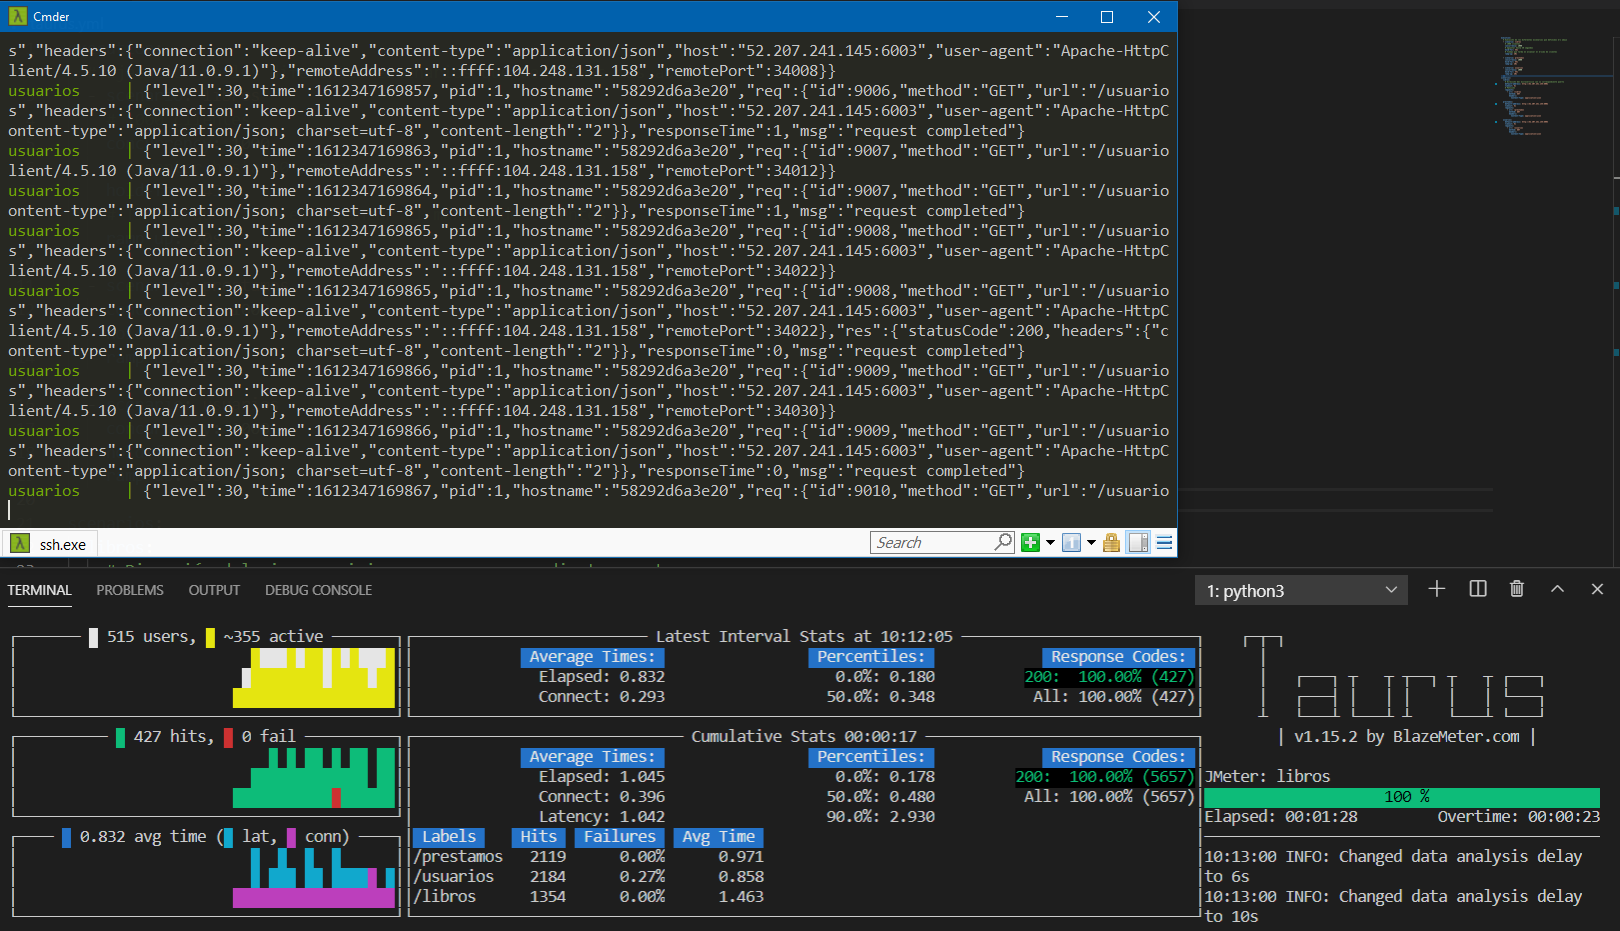 Cmder
s","headers":{"connection":"keep-alive","content-type":"application/json","host":"52.207.241.145:6003","user-agent":"Apache-HttpC
lient/4.5.10 (Java/11.0.9.1)"},"remoteAddress":"::ffff:104.248.131.158","remotePort":34008}}
usuarios | {"level":30,"time":1612347169857,"pid":1,"hostname":"58292d6a3e20","req":{"id":9006,"method":"GET","url":"/usuario
s","headers":{"connection":"keep-alive","content-type":"application/json","host":"52.207.241.145:6003","user-agent":"Apache-HttpC
ontent-type":"application/json; charset=utf-8","content-length":"2"}},"responseTime":1,"msg":"request completed"}
usuarios | {"level":30,"time":1612347169863,"pid":1,"hostname":"58292d6a3e20","req":{"id":9007,"method":"GET","url":"/usuario
lient/4.5.10 (Java/11.0.9.1)"},"remoteAddress":"::ffff:104.248.131.158","remotePort":34012}}
usuarios | {"level":30,"time":1612347169864,"pid":1,"hostname":"58292d6a3e20","req":{"id":9007,"method":"GET","url":"/usuario
ontent-type":"application/json; charset=utf-8","content-length":"2"}},"responseTime":1,"msg":"request completed"}
usuarios | {"level":30,"time":1612347169865,"pid":1,"hostname":"58292d6a3e20","req":{"id":9008,"method":"GET","url":"/usuario
s","headers":{"connection":"keep-alive","content-type":"application/json","host":"52.207.241.145:6003","user-agent":"Apache-HttpC
lient/4.5.10 (Java/11.0.9.1)"},"remoteAddress":"::ffff:104.248.131.158","remotePort":34022}}
usuarios | {"level":30,"time":1612347169865,"pid":1,"hostname":"58292d6a3e20","req":{"id":9008,"method":"GET","url":"/usuario
s","headers":{"connection":"keep-alive","content-type":"application/json","host":"52.207.241.145:6003","user-agent":"Apache-HttpC
lient/4.5.10 (Java/11.0.9.1)"},"remoteAddress":"::ffff:104.248.131.158","remotePort":34022},"res":{"statusCode":200,"headers":{"c
ontent-type":"application/json; charset=utf-8","content-length":"2"}},"responseTime":0,"msg":"request completed"}
usuarios | {"level":30,"time":1612347169866,"pid":1,"hostname":"58292d6a3e20","req":{"id":9009,"method":"GET","url":"/usuario
s","headers":{"connection":"keep-alive","content-type":"application/json","host":"52.207.241.145:6003","user-agent":"Apache-HttpC
lient/4.5.10 (Java/11.0.9.1)"},"remoteAddress":"::ffff:104.248.131.158","remotePort":34030}}
usuarios | {"level":30,"time":1612347169866,"pid":1,"hostname":"58292d6a3e20","req":{"id":9009,"method":"GET","url":"/usuario
s","headers":{"connection":"keep-alive","content-type":"application/json","host":"52.207.241.145:6003","user-agent":"Apache-HttpC
ontent-type":"application/json; charset=utf-8","content-length":"2"}},"responseTime":0,"msg":"request completed"}
usuarios | {"level":30,"time":1612347169867,"pid":1,"hostname":"58292d6a3e20","req":{"id":9010,"method":"GET","url":"/usuario
ssh.exe Search
TERMINAL PROBLEMS OUTPUT DEBUG CONSOLE 1: python3
515 users, ~355 active
427 hits, 0 fail
0.832 avg time (lat, conn)
Latest Interval Stats at 10:12:05
Average Times: Percentiles: Response Codes:
Elapsed: 0.832 0.0%: 0.180 200: 100.00% (427)
Connect: 0.293 50.0%: 0.348 All: 100.00% (427)
Cumulative Stats 00:00:17
Average Times: Percentiles: Response Codes:
Elapsed: 1.045 0.0%: 0.178 200: 100.00% (5657)
Connect: 0.396 50.0%: 0.480 All: 100.00% (5657)
Latency: 1.042 90.0%: 2.930
Labels Hits Failures Avg Time
/prestamos 2119 0.00% 0.971
/usuarios 2184 0.27% 0.858
/libros 1354 0.00% 1.463
Taurus
| v1.15.2 by BlazeMeter.com |
JMeter: libros
100 %
Elapsed: 00:01:28 Overtime: 00:00:23
10:13:00 INFO: Changed data analysis delay
to 6s
10:13:00 INFO: Changed data analysis delay
to 10s